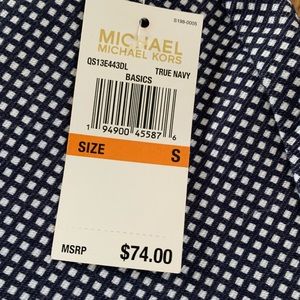 S198-0005
MICHAEL
MICHAEL KORS
QS13E443DL TRUE NAVY
BASICS
1 94900 45587 6
SIZE S
MSRP $74.00